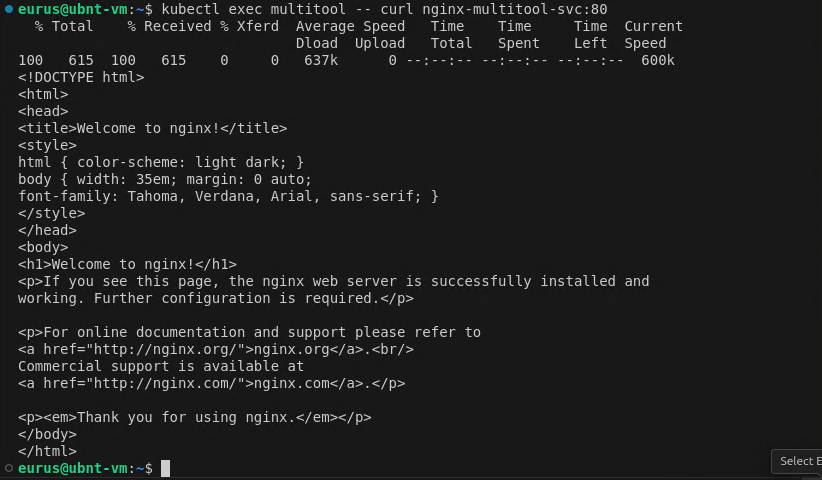 eurus@ubnt-vm:~$ kubectl exec multitool -- curl nginx-multitool-svc:80
  % Total    % Received % Xferd  Average Speed   Time    Time     Time  Current
                                 Dload  Upload   Total   Spent    Left  Speed
100   615  100   615    0     0   637k      0 --:--:-- --:--:-- --:--:--  600k
<!DOCTYPE html>
<html>
<head>
<title>Welcome to nginx!</title>
<style>
html { color-scheme: light dark; }
body { width: 35em; margin: 0 auto;
font-family: Tahoma, Verdana, Arial, sans-serif; }
</style>
</head>
<body>
<h1>Welcome to nginx!</h1>
<p>If you see this page, the nginx web server is successfully installed and
working. Further configuration is required.</p>

<p>For online documentation and support please refer to
<a href="http://nginx.org/">nginx.org</a>.<br/>
Commercial support is available at
<a href="http://nginx.com/">nginx.com</a>.</p>

<p><em>Thank you for using nginx.</em></p>
</body>
</html>
Select E
eurus@ubnt-vm:~$